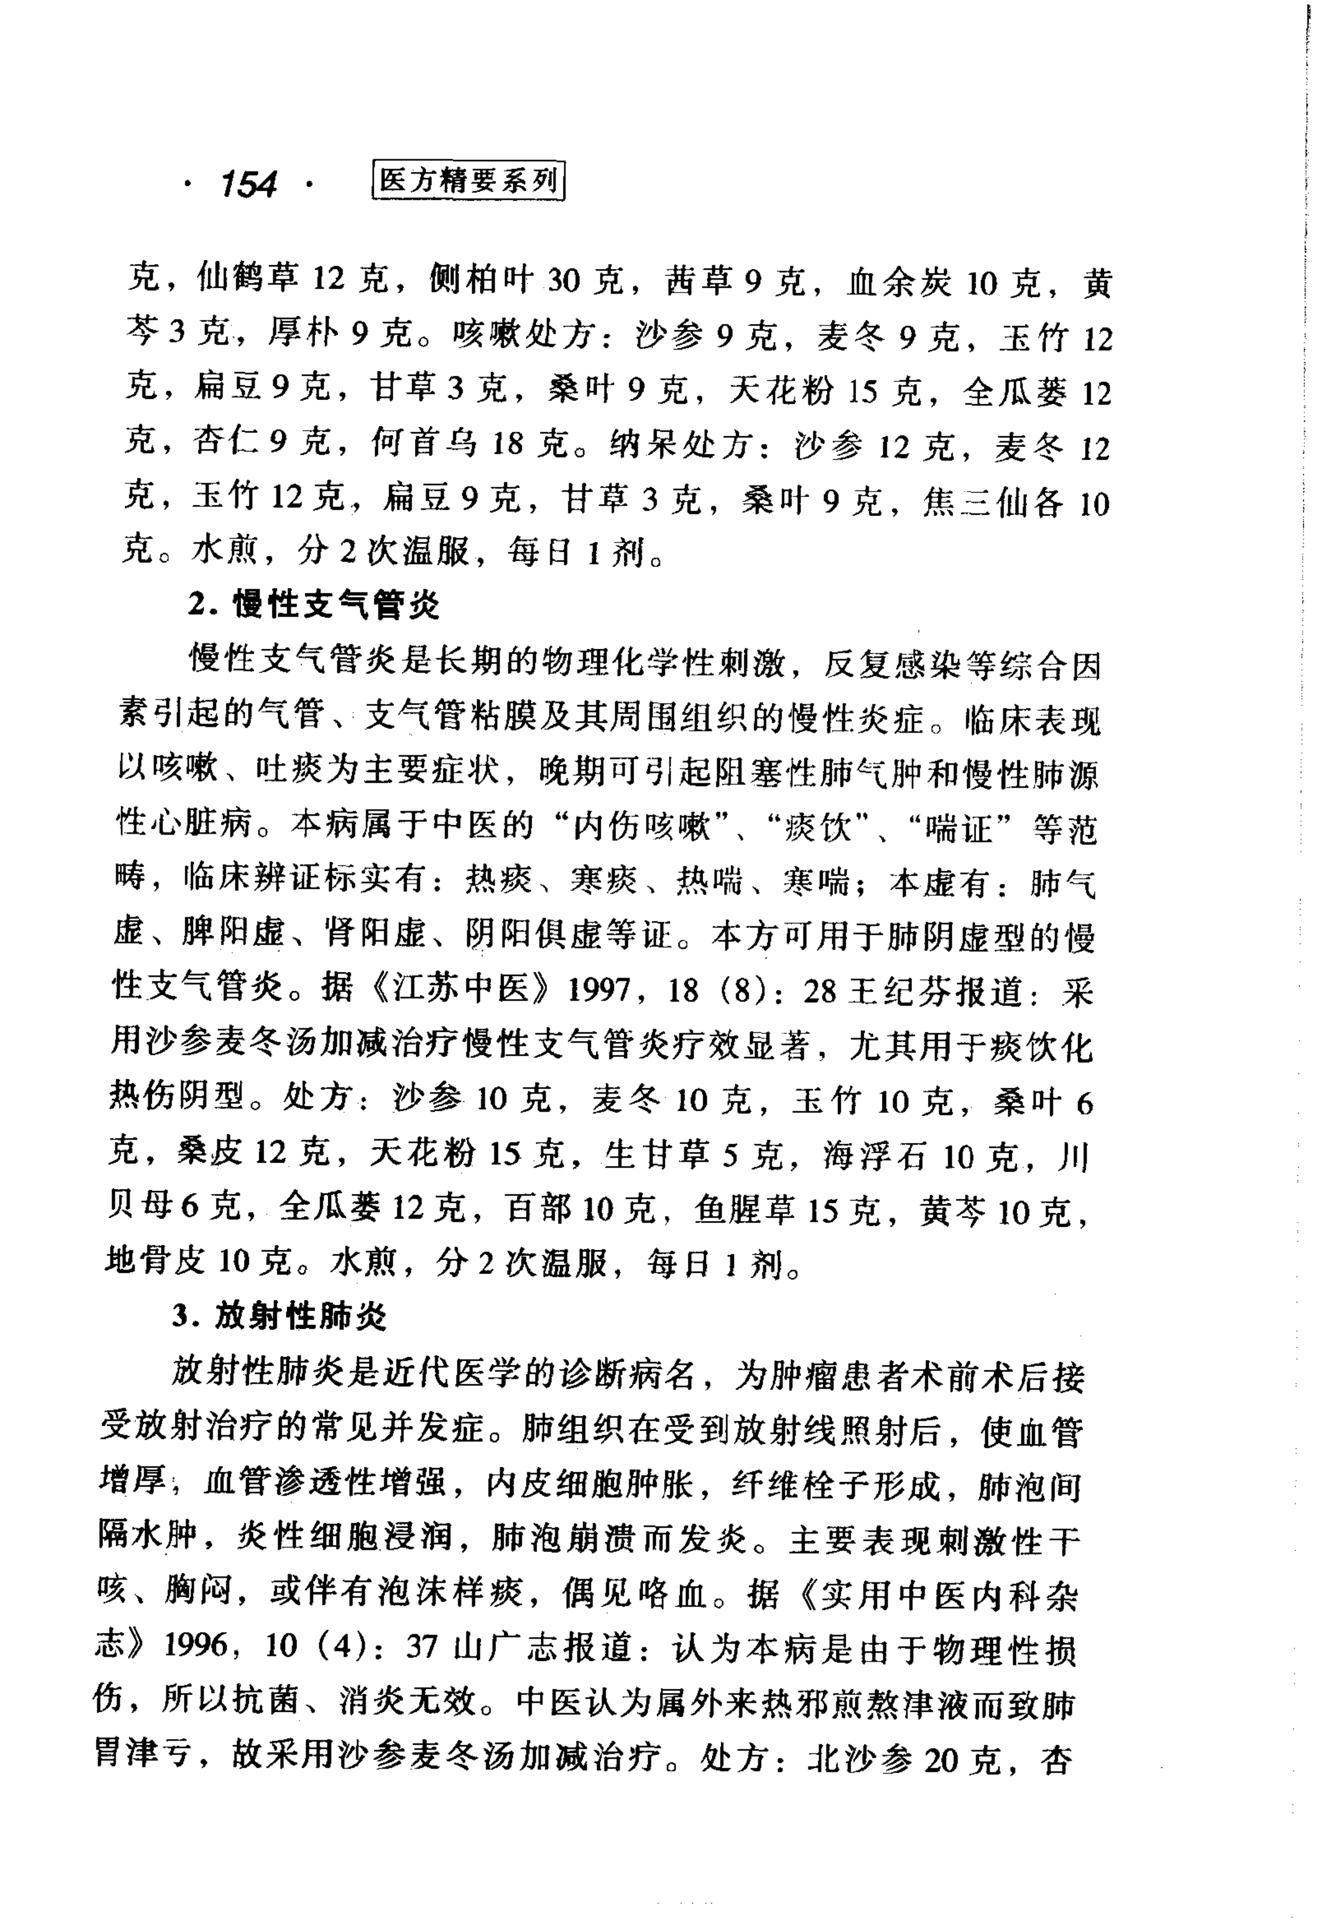 · 154 · 医方精要系列
克，仙鹤草 12 克，侧柏叶 30 克，茜草 9 克，血余炭 10 克，黄
芩 3 克，厚朴 9 克。咳嗽处方：沙参 9 克，麦冬 9 克，玉竹 12
克，扁豆 9 克，甘草 3 克，桑叶 9 克，天花粉 15 克，全瓜蒌 12
克，杏仁 9 克，何首乌 18 克。纳呆处方：沙参 12 克，麦冬 12
克，玉竹 12 克，扁豆 9 克，甘草 3 克，桑叶 9 克，焦三仙各 10
克。水煎，分 2 次温服，每日 1 剂。
2. 慢性支气管炎
慢性支气管炎是长期的物理化学性刺激，反复感染等综合因
素引起的气管、支气管粘膜及其周围组织的慢性炎症。临床表现
以咳嗽、吐痰为主要症状，晚期可引起阻塞性肺气肿和慢性肺源
性心脏病。本病属于中医的“内伤咳嗽”、“痰饮”、“喘证”等范
畴，临床辨证标实有：热痰、寒痰、热喘、寒喘；本虚有：肺气
虚、脾阳虚、肾阳虚、阴阳俱虚等证。本方可用于肺阴虚型的慢
性支气管炎。据《江苏中医》1997，18（8）：28 王纪芬报道：采
用沙参麦冬汤加减治疗慢性支气管炎疗效显著，尤其用于痰饮化
热伤阴型。处方：沙参 10 克，麦冬 10 克，玉竹 10 克，桑叶 6
克，桑皮 12 克，天花粉 15 克，生甘草 5 克，海浮石 10 克，川
贝母 6 克，全瓜蒌 12 克，百部 10 克，鱼腥草 15 克，黄芩 10 克，
地骨皮 10 克。水煎，分 2 次温服，每日 1 剂。
3. 放射性肺炎
放射性肺炎是近代医学的诊断病名，为肿瘤患者术前术后接
受放射治疗的常见并发症。肺组织在受到放射线照射后，使血管
增厚，血管渗透性增强，内皮细胞肿胀，纤维栓子形成，肺泡间
隔水肿，炎性细胞浸润，肺泡崩溃而发炎。主要表现刺激性干
咳、胸闷，或伴有泡沫样痰，偶见咯血。据《实用中医内科杂
志》1996，10（4）：37 山广志报道：认为本病是由于物理性损
伤，所以抗菌、消炎无效。中医认为属外来热邪煎熬津液而致肺
胃津亏，故采用沙参麦冬汤加减治疗。处方：北沙参 20 克，杏